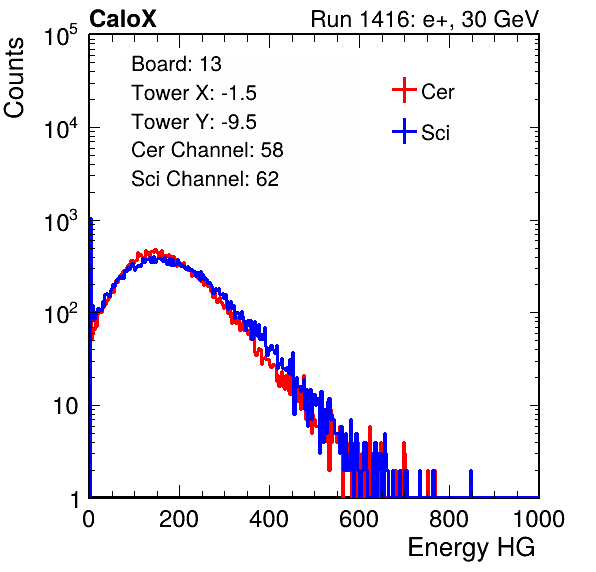 CaloX Run 1416: e+, 30 GeV
Counts
Board: 13
Tower X: -1.5
Tower Y: -9.5
Cer Channel: 58
Sci Channel: 62
Cer
Sci
10^5
10^4
10^3
10^2
10
1
0 200 400 600 800 1000
Energy HG